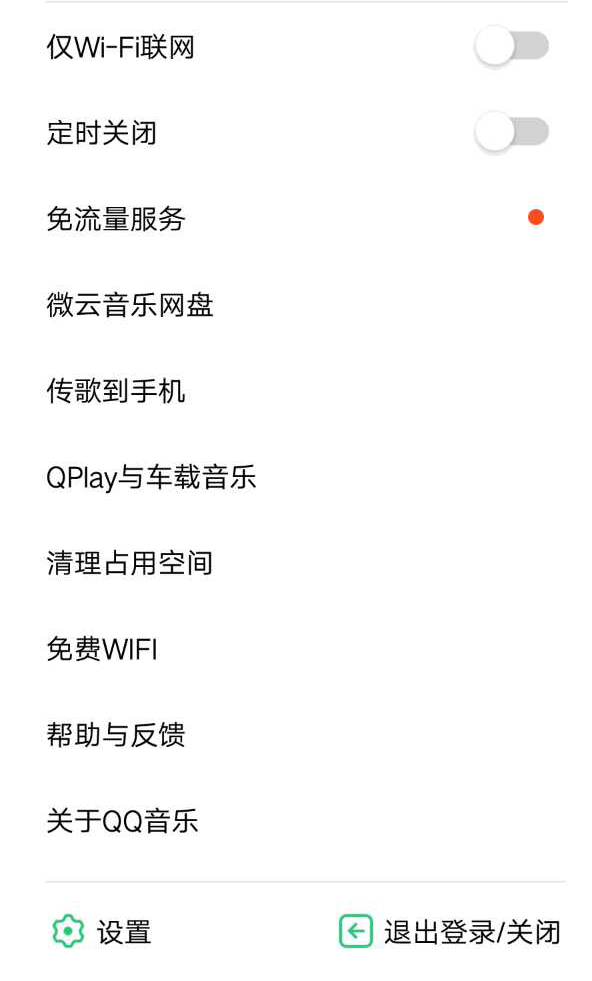 仅Wi-Fi联网
定时关闭
免流量服务
微云音乐网盘
传歌到手机
QPlay与车载音乐
清理占用空间
免费WIFI
帮助与反馈
关于QQ音乐
设置
退出登录/关闭